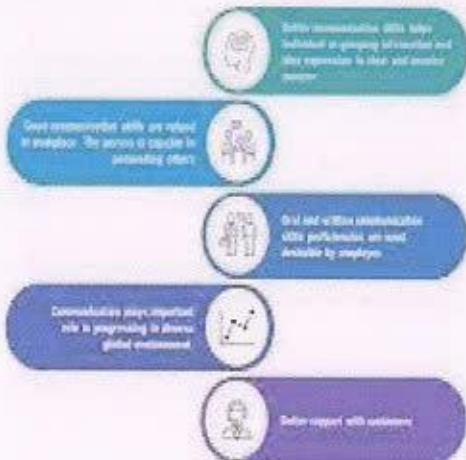 Better communication skills helps
individual in grasping information and
idea expression in clear and concise
manner
Good communication skills are valued
in workplace. The person is capable in
persuading others
Oral and written communication
skills proficiencies are most
desirable by employer
Communication plays important
role in progressing in diverse
global environment
Better support with customers